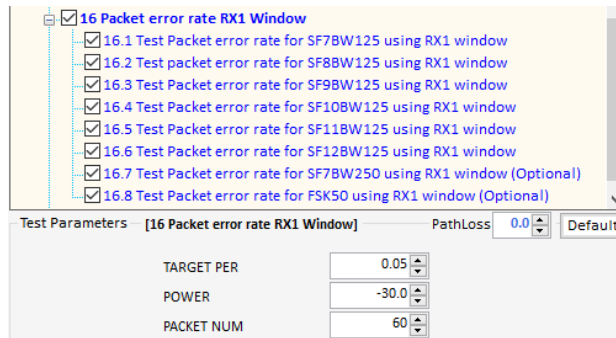 16 Packet error rate RX1 Window
16.1 Test Packet error rate for SF7BW125 using RX1 window
16.2 Test packet error rate for SF8BW125 using RX1 window
16.3 Test Packet error rate for SF9BW125 using RX1 window
16.4 Test Packet error rate for SF10BW125 using RX1 window
16.5 Test Packet error rate for SF11BW125 using RX1 window
16.6 Test Packet error rate for SF12BW125 using RX1 window
16.7 Test Packet error rate for SF7BW250 using RX1 window (Optional)
16.8 Test Packet error rate for FSK50 using RX1 window (Optional)
Test Parameters [16 Packet error rate RX1 Window] PathLoss 0.0 Default
TARGET PER 0.05
POWER -30.0
PACKET NUM 60